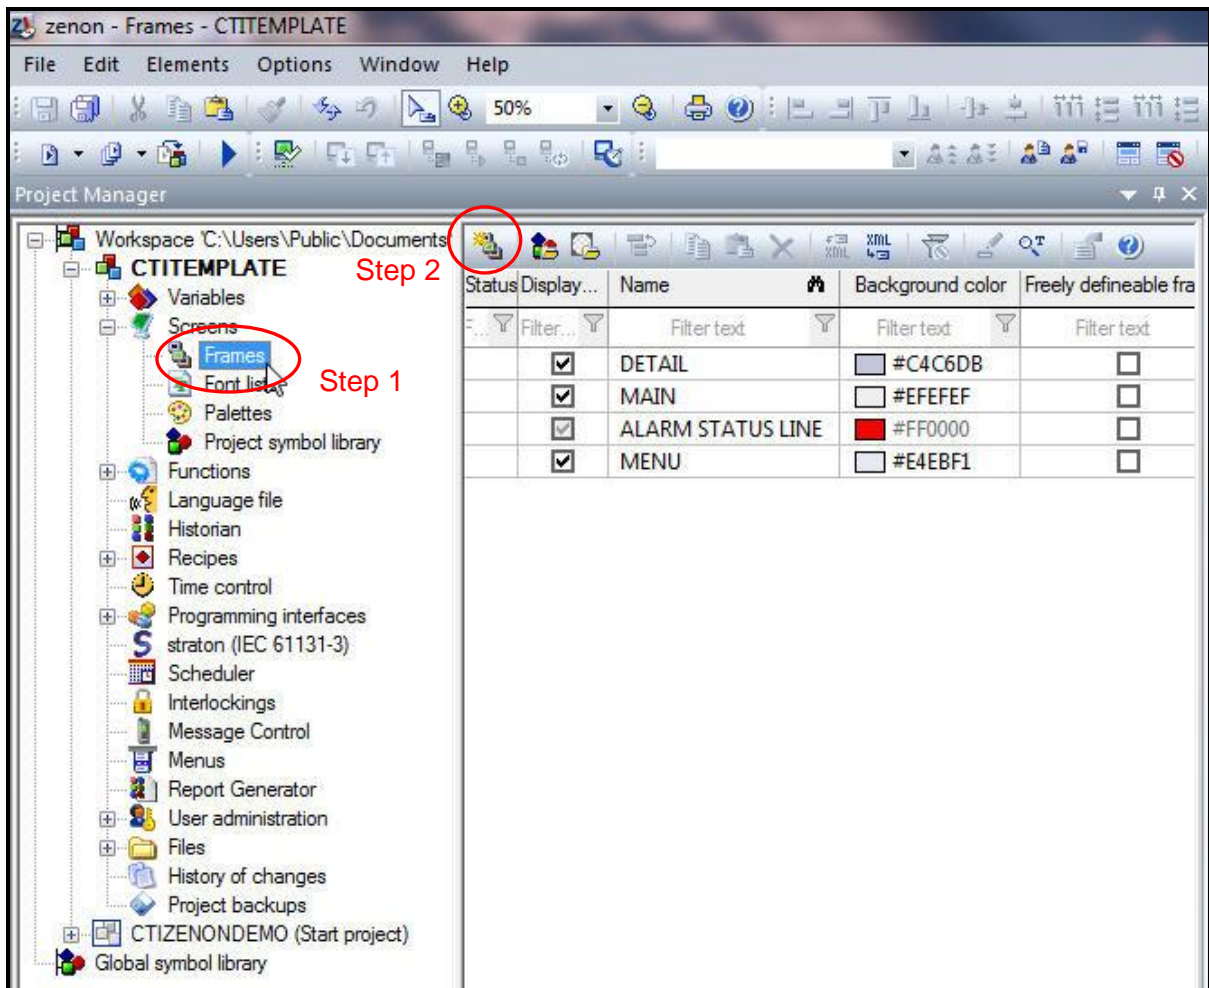 zenon - Frames - CTITEMPLATE
File Edit Elements Options Window Help
50%
Project Manager
Workspace 'C:\Users\Public\Documents
CTITEMPLATE
Step 2
Variables
Screens
Frames
Step 1
Font list
Palettes
Project symbol library
Functions
Language file
Historian
Recipes
Time control
Programming interfaces
straton (IEC 61131-3)
Scheduler
Interlockings
Message Control
Menus
Report Generator
User administration
Files
History of changes
Project backups
CTIZENONDEMO (Start project)
Global symbol library
XML XML
Status Display... Name Background color Freely defineable fra
F... Filter... Filter text Filter text Filter text
DETAIL #C4C6DB
MAIN #EFEFEF
ALARM STATUS LINE #FF0000
MENU #E4EBF1